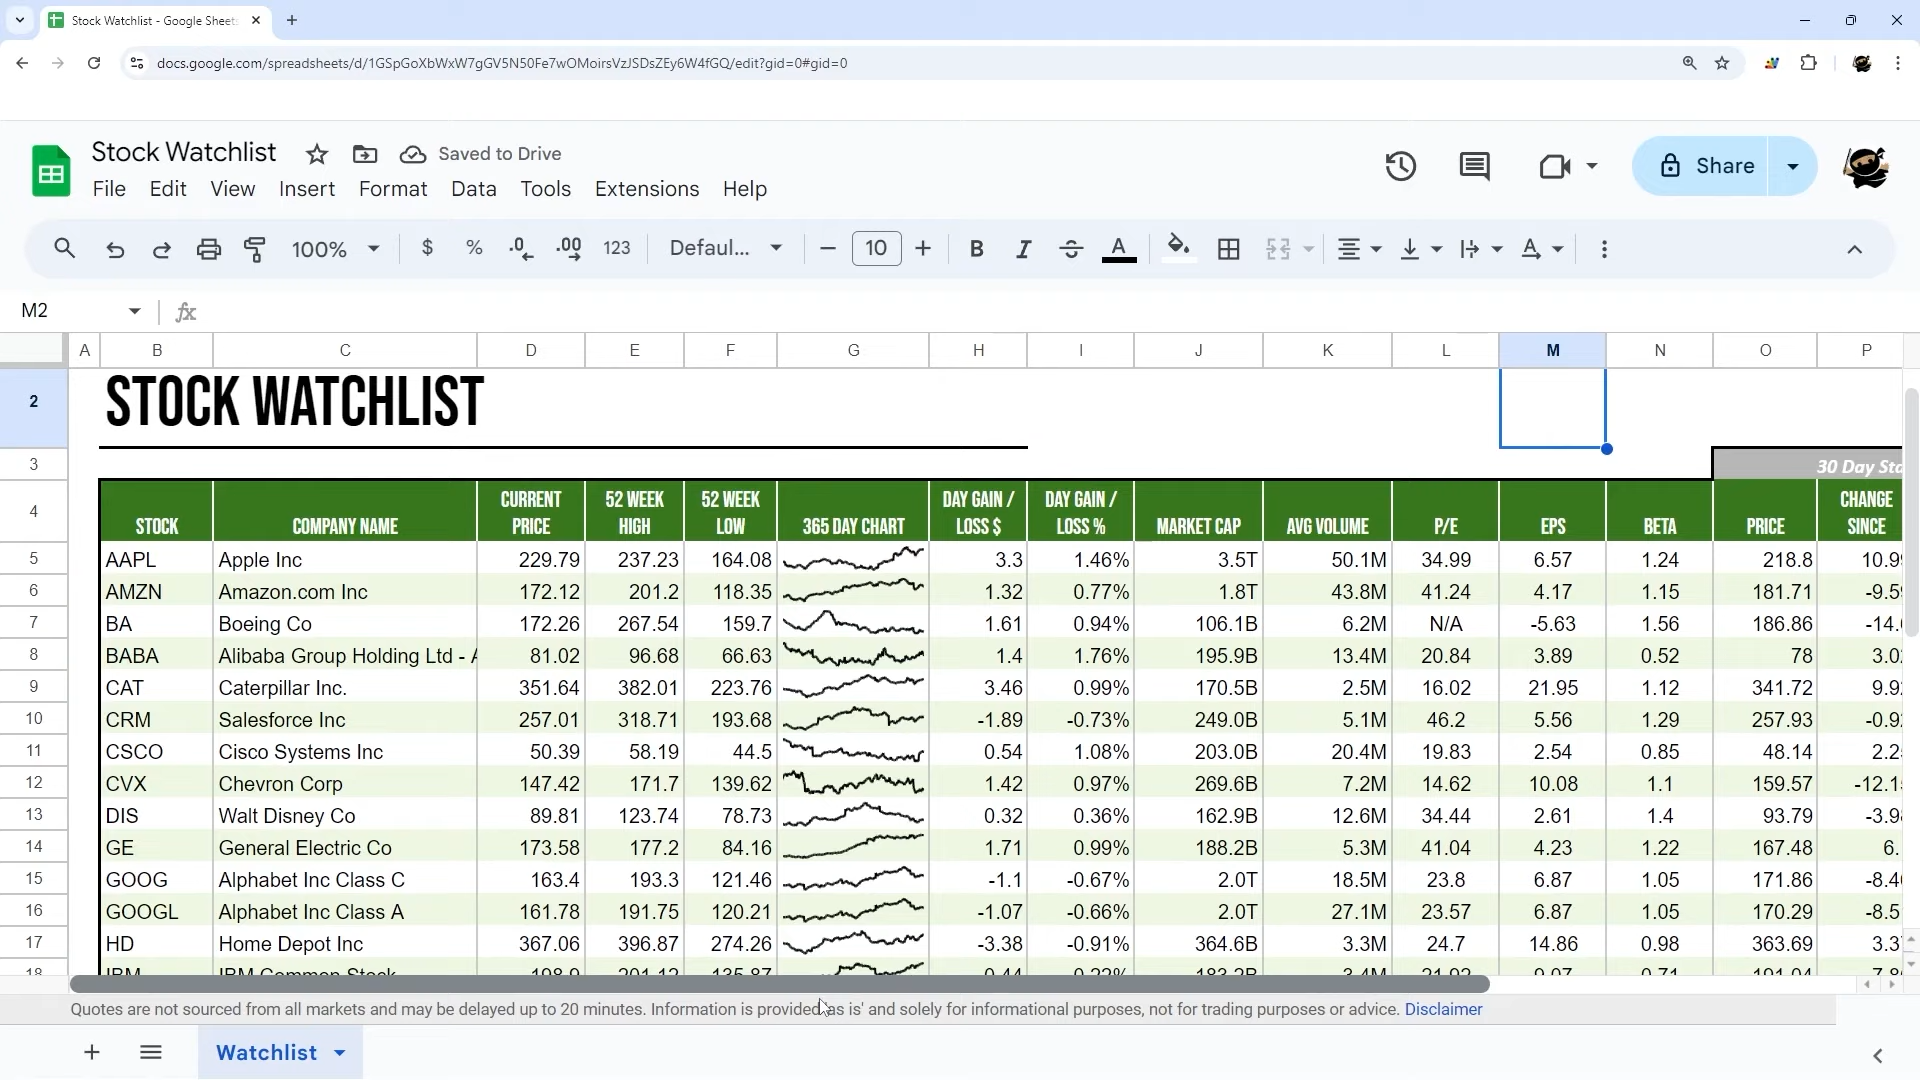 Stock Watchlist - Google Sheets
docs.google.com/spreadsheets/d/1GSpGoXbWxW7gGV5N50Fe7wOMoirsVzJSDsZEy6W4fGQ/edit?gid=0#gid=0
Stock Watchlist Saved to Drive
File Edit View Insert Format Data Tools Extensions Help
Share
100% $ % .0 .00 123 Defaul... 10 B I S A
M2 fx
A B C D E F G H I J K L M N O P
2 STOCK WATCHLIST
3 30 Day Sta
4 STOCK COMPANY NAME CURRENT PRICE 52 WEEK HIGH 52 WEEK LOW 365 DAY CHART DAY GAIN / LOSS $ DAY GAIN / LOSS % MARKET CAP AVG VOLUME P/E EPS BETA PRICE CHANGE SINCE
5 AAPL Apple Inc 229.79 237.23 164.08 3.3 1.46% 3.5T 50.1M 34.99 6.57 1.24 218.8 10.99
6 AMZN Amazon.com Inc 172.12 201.2 118.35 1.32 0.77% 1.8T 43.8M 41.24 4.17 1.15 181.71 -9.59
7 BA Boeing Co 172.26 267.54 159.7 1.61 0.94% 106.1B 6.2M N/A -5.63 1.56 186.86 -14.
8 BABA Alibaba Group Holding Ltd - 81.02 96.68 66.63 1.4 1.76% 195.9B 13.4M 20.84 3.89 0.52 78 3.0
9 CAT Caterpillar Inc. 351.64 382.01 223.76 3.46 0.99% 170.5B 2.5M 16.02 21.95 1.12 341.72 9.9
10 CRM Salesforce Inc 257.01 318.71 193.68 -1.89 -0.73% 249.0B 5.1M 46.2 5.56 1.29 257.93 -0.9
11 CSCO Cisco Systems Inc 50.39 58.19 44.5 0.54 1.08% 203.0B 20.4M 19.83 2.54 0.85 48.14 2.2
12 CVX Chevron Corp 147.42 171.7 139.62 1.42 0.97% 269.6B 7.2M 14.62 10.08 1.1 159.57 -12.1
13 DIS Walt Disney Co 89.81 123.74 78.73 0.32 0.36% 162.9B 12.6M 34.44 2.61 1.4 93.79 -3.9
14 GE General Electric Co 173.58 177.2 84.16 1.71 0.99% 188.2B 5.3M 41.04 4.23 1.22 167.48 6.
15 GOOG Alphabet Inc Class C 163.4 193.3 121.46 -1.1 -0.67% 2.0T 18.5M 23.8 6.87 1.05 171.86 -8.4
16 GOOGL Alphabet Inc Class A 161.78 191.75 120.21 -1.07 -0.66% 2.0T 27.1M 23.57 6.87 1.05 170.29 -8.5
17 HD Home Depot Inc 367.06 396.87 274.26 -3.38 -0.91% 364.6B 3.3M 24.7 14.86 0.98 363.69 3.3
18 IBM IBM Common Stock
Quotes are not sourced from all markets and may be delayed up to 20 minutes. Information is provided 'as is' and solely for informational purposes, not for trading purposes or advice. Disclaimer
Watchlist